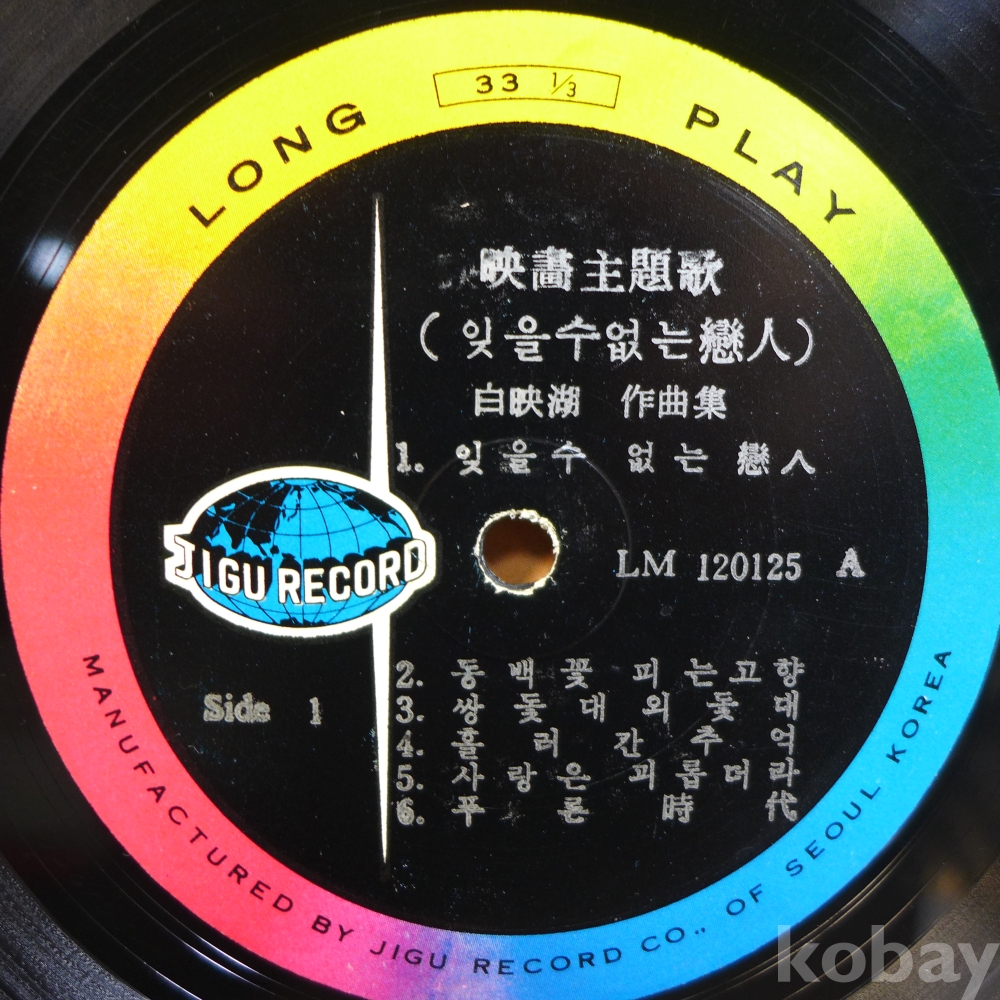 LONG PLAY
33 1/3
映畵主題歌
(잊을수없는戀人)
白映湖 作曲集
1. 잊을수 없는 戀人
JIGU RECORD
LM 120125 A
Side 1
2. 동백꽃 피는고향
3. 쌍돛대외돛대
4. 흘러간추억
5. 사랑은괴롭더라
6. 푸른時代
MANUFACTURED BY JIGU RECORD CO., OF SEOUL KOREA
kobay